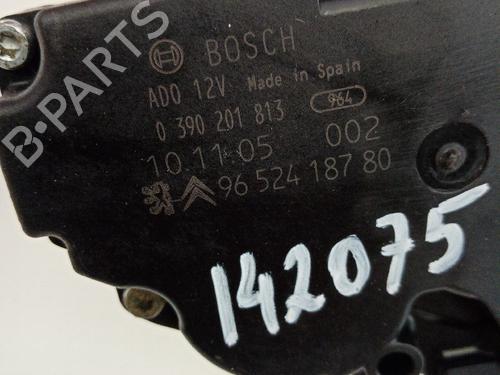 BOSCH
ADO 12V Made in Spain
0 390 201 813 964
10.11.05 002
96 524 187 80
142075
B-PARTS